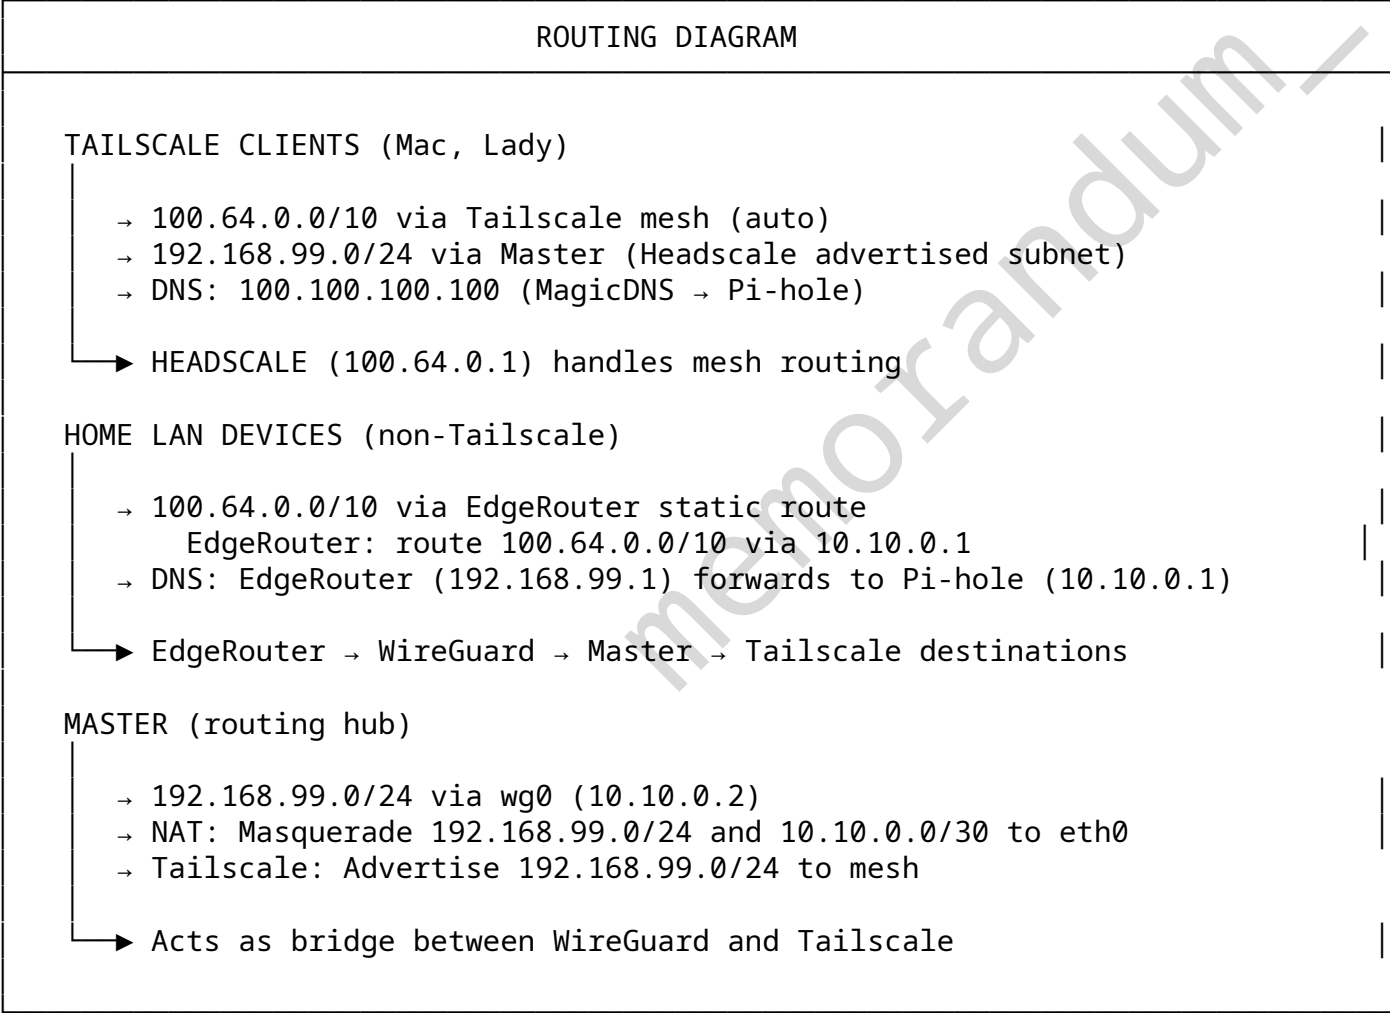 ROUTING DIAGRAM
TAILSCALE CLIENTS (Mac, Lady)
→ 100.64.0.0/10 via Tailscale mesh (auto)
→ 192.168.99.0/24 via Master (Headscale advertised subnet)
→ DNS: 100.100.100.100 (MagicDNS → Pi-hole)
HEADSCALE (100.64.0.1) handles mesh routing
HOME LAN DEVICES (non-Tailscale)
→ 100.64.0.0/10 via EdgeRouter static route
EdgeRouter: route 100.64.0.0/10 via 10.10.0.1
→ DNS: EdgeRouter (192.168.99.1) forwards to Pi-hole (10.10.0.1)
EdgeRouter → WireGuard → Master → Tailscale destinations
MASTER (routing hub)
→ 192.168.99.0/24 via wg0 (10.10.0.2)
→ NAT: Masquerade 192.168.99.0/24 and 10.10.0.0/30 to eth0
→ Tailscale: Advertise 192.168.99.0/24 to mesh
Acts as bridge between WireGuard and Tailscale
memorandum_